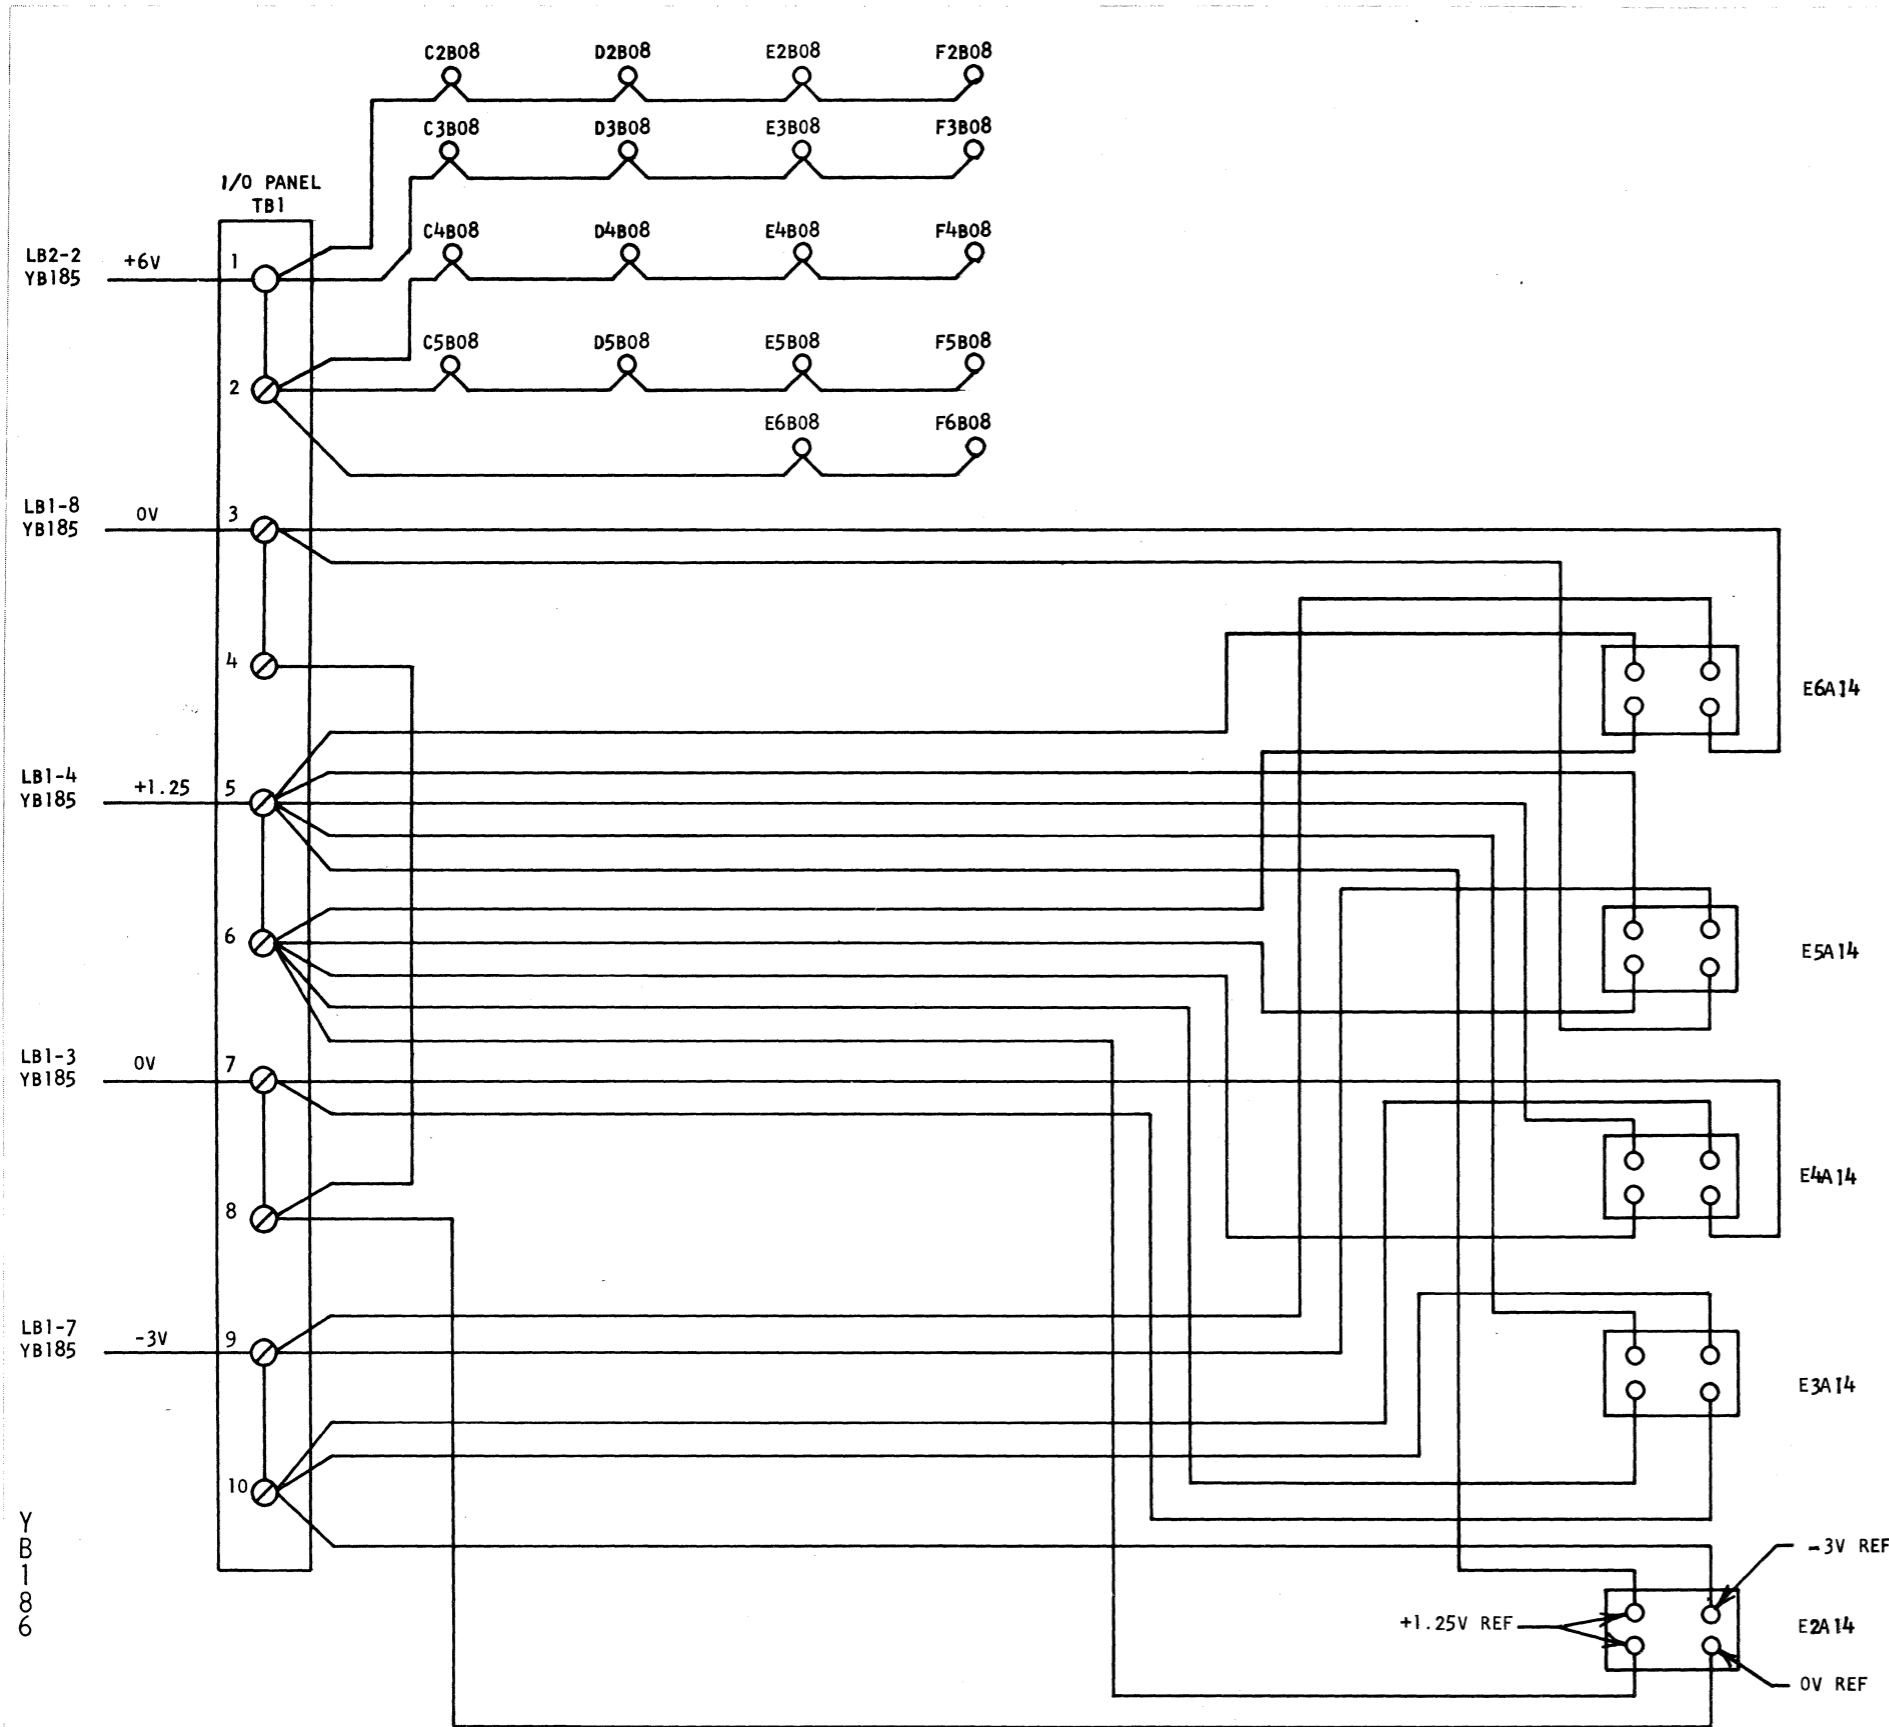 C2B08 D2B08 E2B08 F2B08
C3B08 D3B08 E3B08 F3B08
I/O PANEL
TB1
C4B08 D4B08 E4B08 F4B08
LB2-2
YB185
+6V
1
C5B08 D5B08 E5B08 F5B08
2
E6B08 F6B08
LB1-8
YB185
0V
3
4
E6A14
LB1-4
YB185
+1.25
5
6
E5A14
LB1-3
YB185
0V
7
E4A14
8
LB1-7
YB185
-3V
9
E3A14
10
YB186
-3V REF
+1.25V REF
E2A14
0V REF